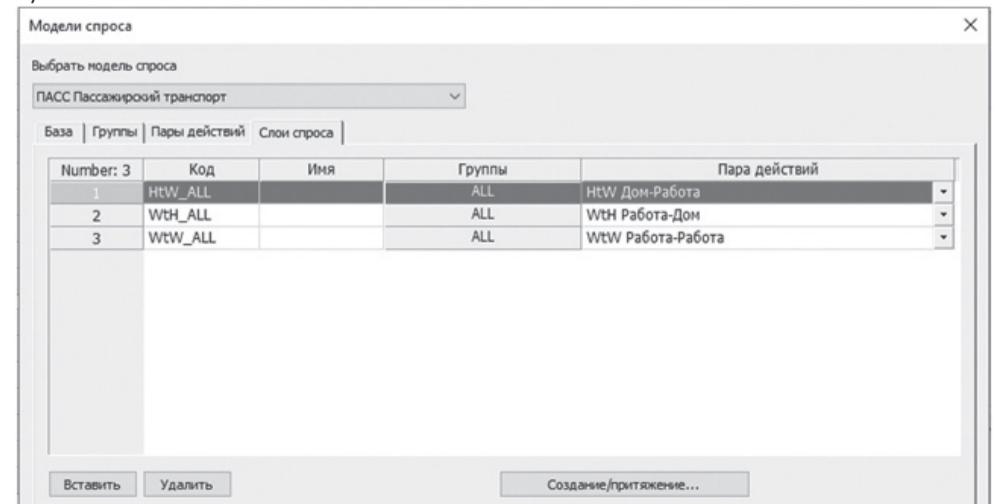 Модели спроса
Выбрать модель спроса
ПАСС Пассажирский транспорт
База Группы Пары действий Слои спроса
Number: 3 Код Имя Группы Пара действий
1 HtW_ALL ALL HtW Дом-Работа
2 WtH_ALL ALL WtH Работа-Дом
3 WtW_ALL ALL WtW Работа-Работа
Вставить Удалить Создание/притяжение...